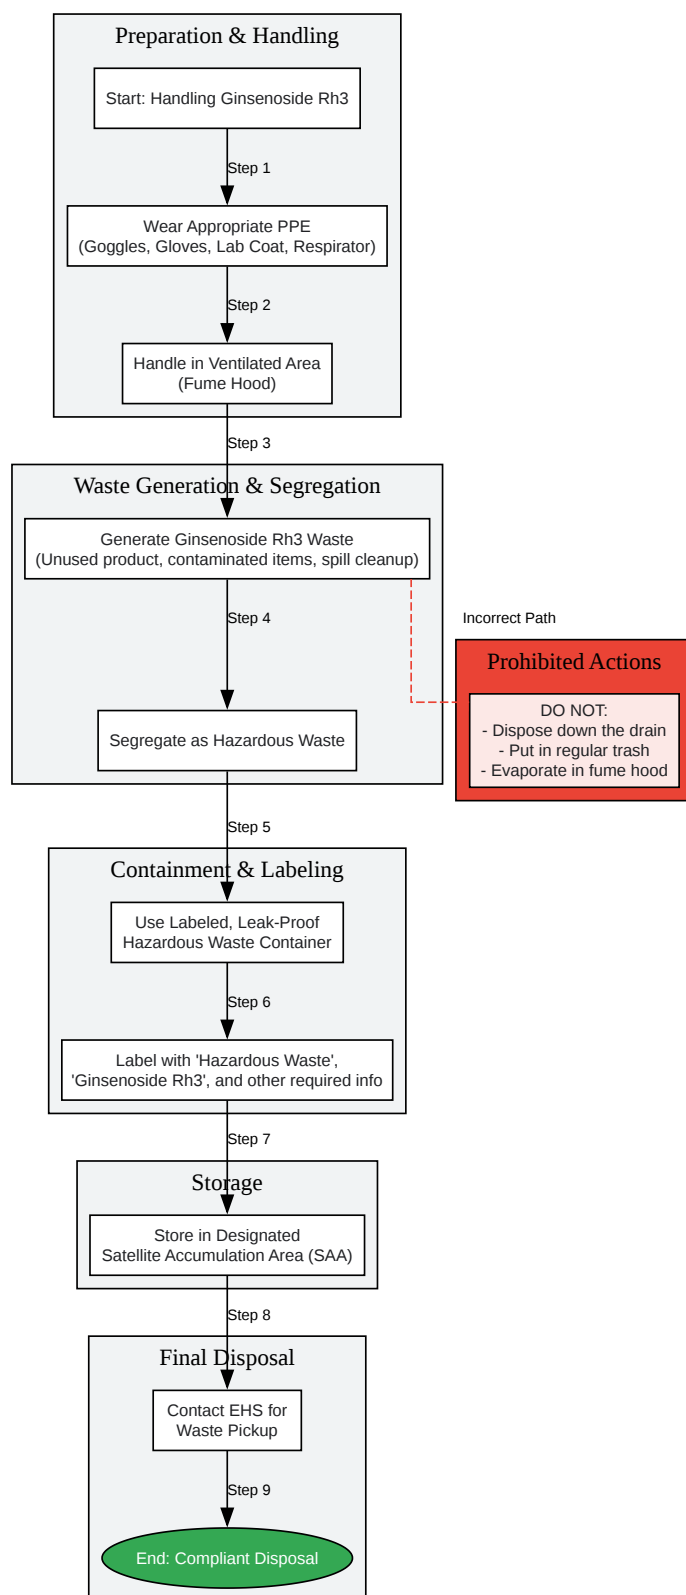 Preparation & Handling
Start: Handling Ginsenoside Rh3
Step 1
Wear Appropriate PPE
(Goggles, Gloves, Lab Coat, Respirator)
Step 2
Handle in Ventilated Area
(Fume Hood)
Step 3
Waste Generation & Segregation
Generate Ginsenoside Rh3 Waste
(Unused product, contaminated items, spill cleanup)
Step 4
Incorrect Path
Prohibited Actions
DO NOT:
- Dispose down the drain
- Put in regular trash
- Evaporate in fume hood
Segregate as Hazardous Waste
Step 5
Containment & Labeling
Use Labeled, Leak-Proof
Hazardous Waste Container
Step 6
Label with 'Hazardous Waste',
'Ginsenoside Rh3', and other required info
Step 7
Storage
Store in Designated
Satellite Accumulation Area (SAA)
Step 8
Final Disposal
Contact EHS for
Waste Pickup
Step 9
End: Compliant Disposal